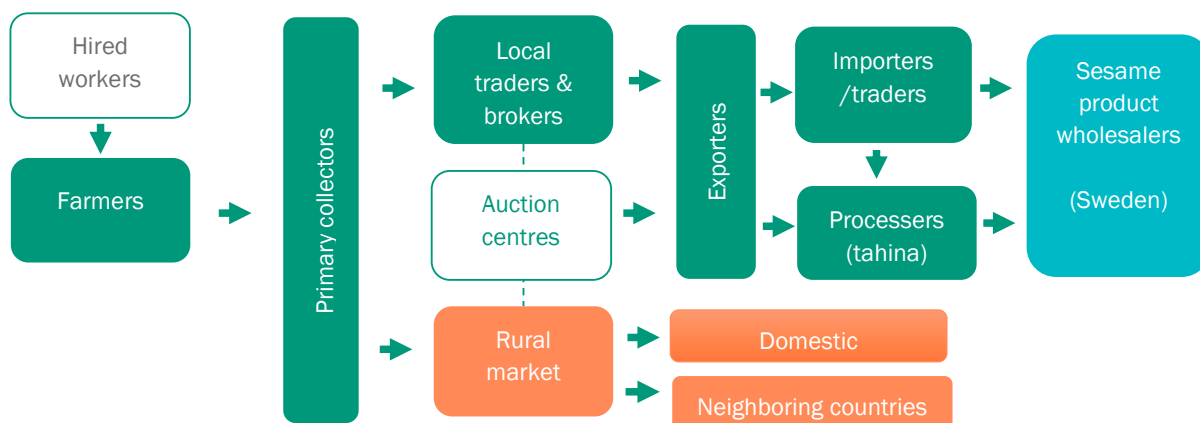 Hired
workers
Farmers
Primary collectors
Local
traders &
brokers
Auction
centres
Rural
market
Exporters
Domestic
Neighboring countries
Importers
/traders
Processers
(tahina)
Sesame
product
wholesalers
(Sweden)